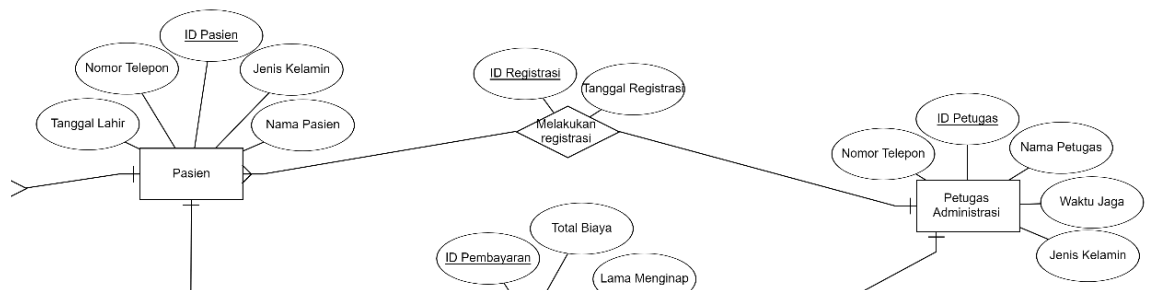 ID Pasien
Nomor Telepon
Jenis Kelamin
Tanggal Lahir
Nama Pasien
Pasien
ID Registrasi
Tanggal Registrasi
Melakukan
registrasi
ID Petugas
Nomor Telepon
Nama Petugas
Petugas
Administrasi
Waktu Jaga
Jenis Kelamin
Total Biaya
ID Pembayaran
Lama Menginap